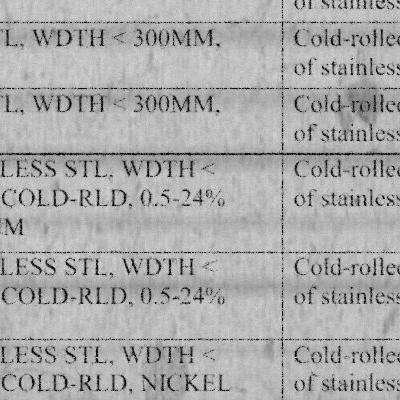 of stainless
TL, WDTH < 300MM,
Cold-rolled
of stainless
TL, WDTH < 300MM,
Cold-rolled
of stainless
LESS STL, WDTH <
COLD-RLD, 0.5-24%
UM
Cold-rolled
of stainless
LESS STL, WDTH <
COLD-RLD, 0.5-24%
Cold-rolled
of stainless
LESS STL, WDTH <
COLD-RLD, NICKEL
Cold-rolled
of stainless